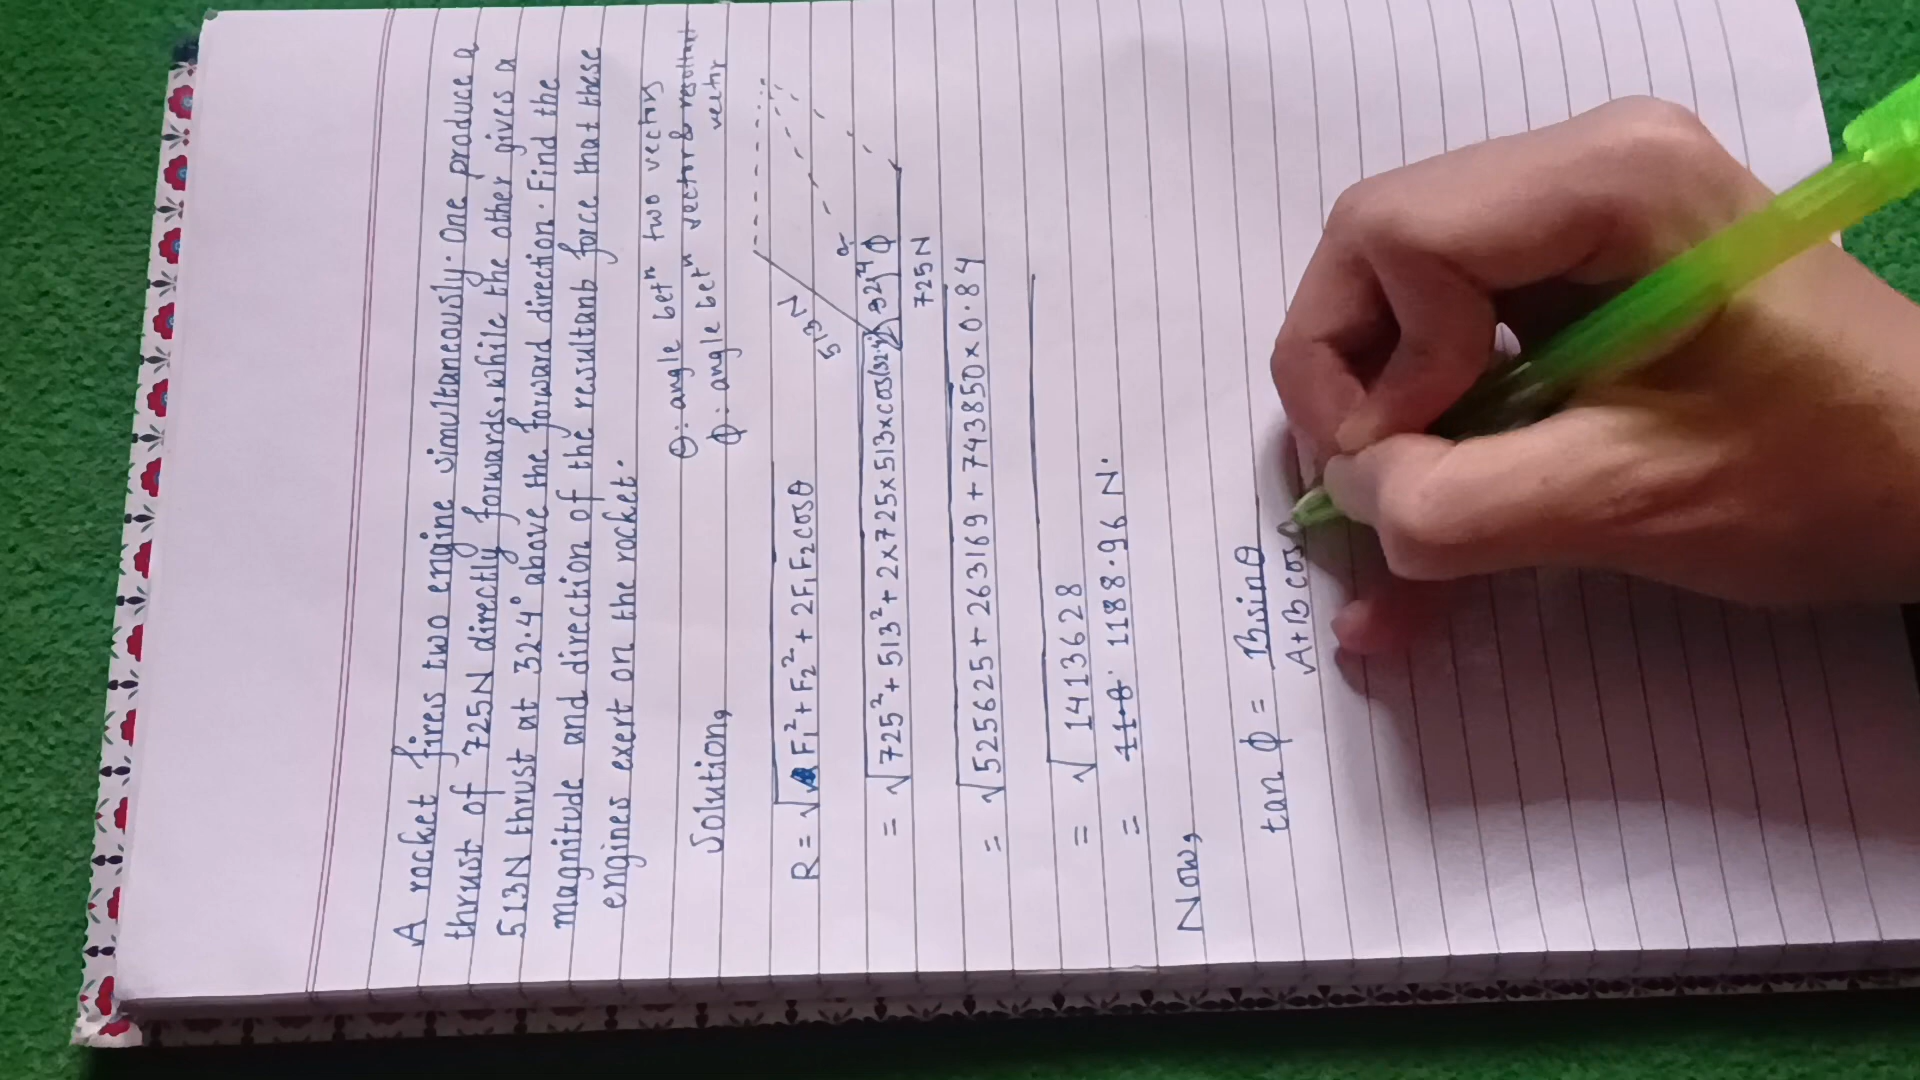 A rocket fires two engine simultaneously. One produce a
thrust of 725N directly forwards, while the other gives a
513N thrust at 32.4° above the forward direction. Find the
magnitude and direction of the resultant force that these
engines exert on the rocket.
θ: angle betⁿ two vectors
Solution, ϕ: angle betⁿ vector & resultant
vector
R = √F₁² + F₂² + 2F₁F₂cosθ
513N
= √725² + 513² + 2×725×513×cos(32.4°)
32.4° ϕ
725N
= √525625 + 263169 + 743850×0.84
= √1413628
= 1188.96 N.
Now,
tan ϕ = Bsinθ
A+Bcos